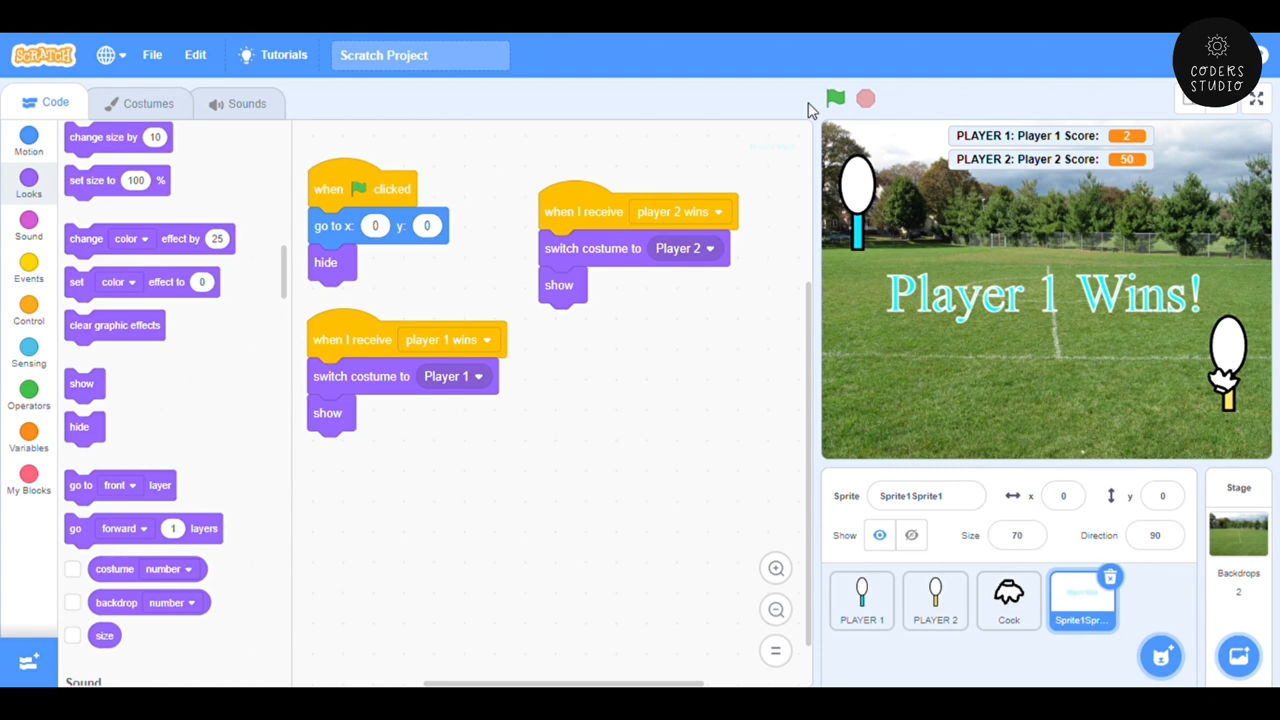 SCRATCH
File
Edit
Tutorials
Scratch Project
CODERS
STUDIO
Code
Costumes
Sounds
Motion
Looks
Sound
Events
Control
Sensing
Operators
Variables
My Blocks
change size by 10
set size to 100 %
change color effect by 25
set color effect to 0
clear graphic effects
show
hide
go to front layer
go forward 1 layers
costume number
backdrop number
size
Sound
when clicked
go to x: 0 y: 0
hide
when I receive player 1 wins
switch costume to Player 1
show
when I receive player 2 wins
switch costume to Player 2
show
PLAYER 1: Player 1 Score: 2
PLAYER 2: Player 2 Score: 50
Player 1 Wins!
Sprite Sprite1Sprite1 x 0 y 0
Show Size 70 Direction 90
PLAYER 1
PLAYER 2
Cock
Sprite1Spr...
Stage
Backdrops
2